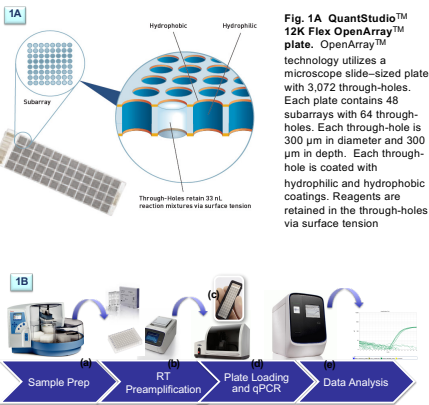 1A
Hydrophobic
Hydrophilic
Subarray
Through-Holes retain 33 nL
reaction mixtures via surface tension
Fig. 1A QuantStudio™
12K Flex OpenArray™
plate. OpenArray™
technology utilizes a
microscope slide–sized plate
with 3,072 through-holes.
Each plate contains 48
subarrays with 64 through-
holes. Each through-hole is
300 µm in diameter and 300
µm in depth. Each through-
hole is coated with
hydrophilic and hydrophobic
coatings. Reagents are
retained in the through-holes
via surface tension
1B
(a)
(b)
(c)
(d)
(e)
Sample Prep
RT
Preamplification
Plate Loading
and qPCR
Data Analysis